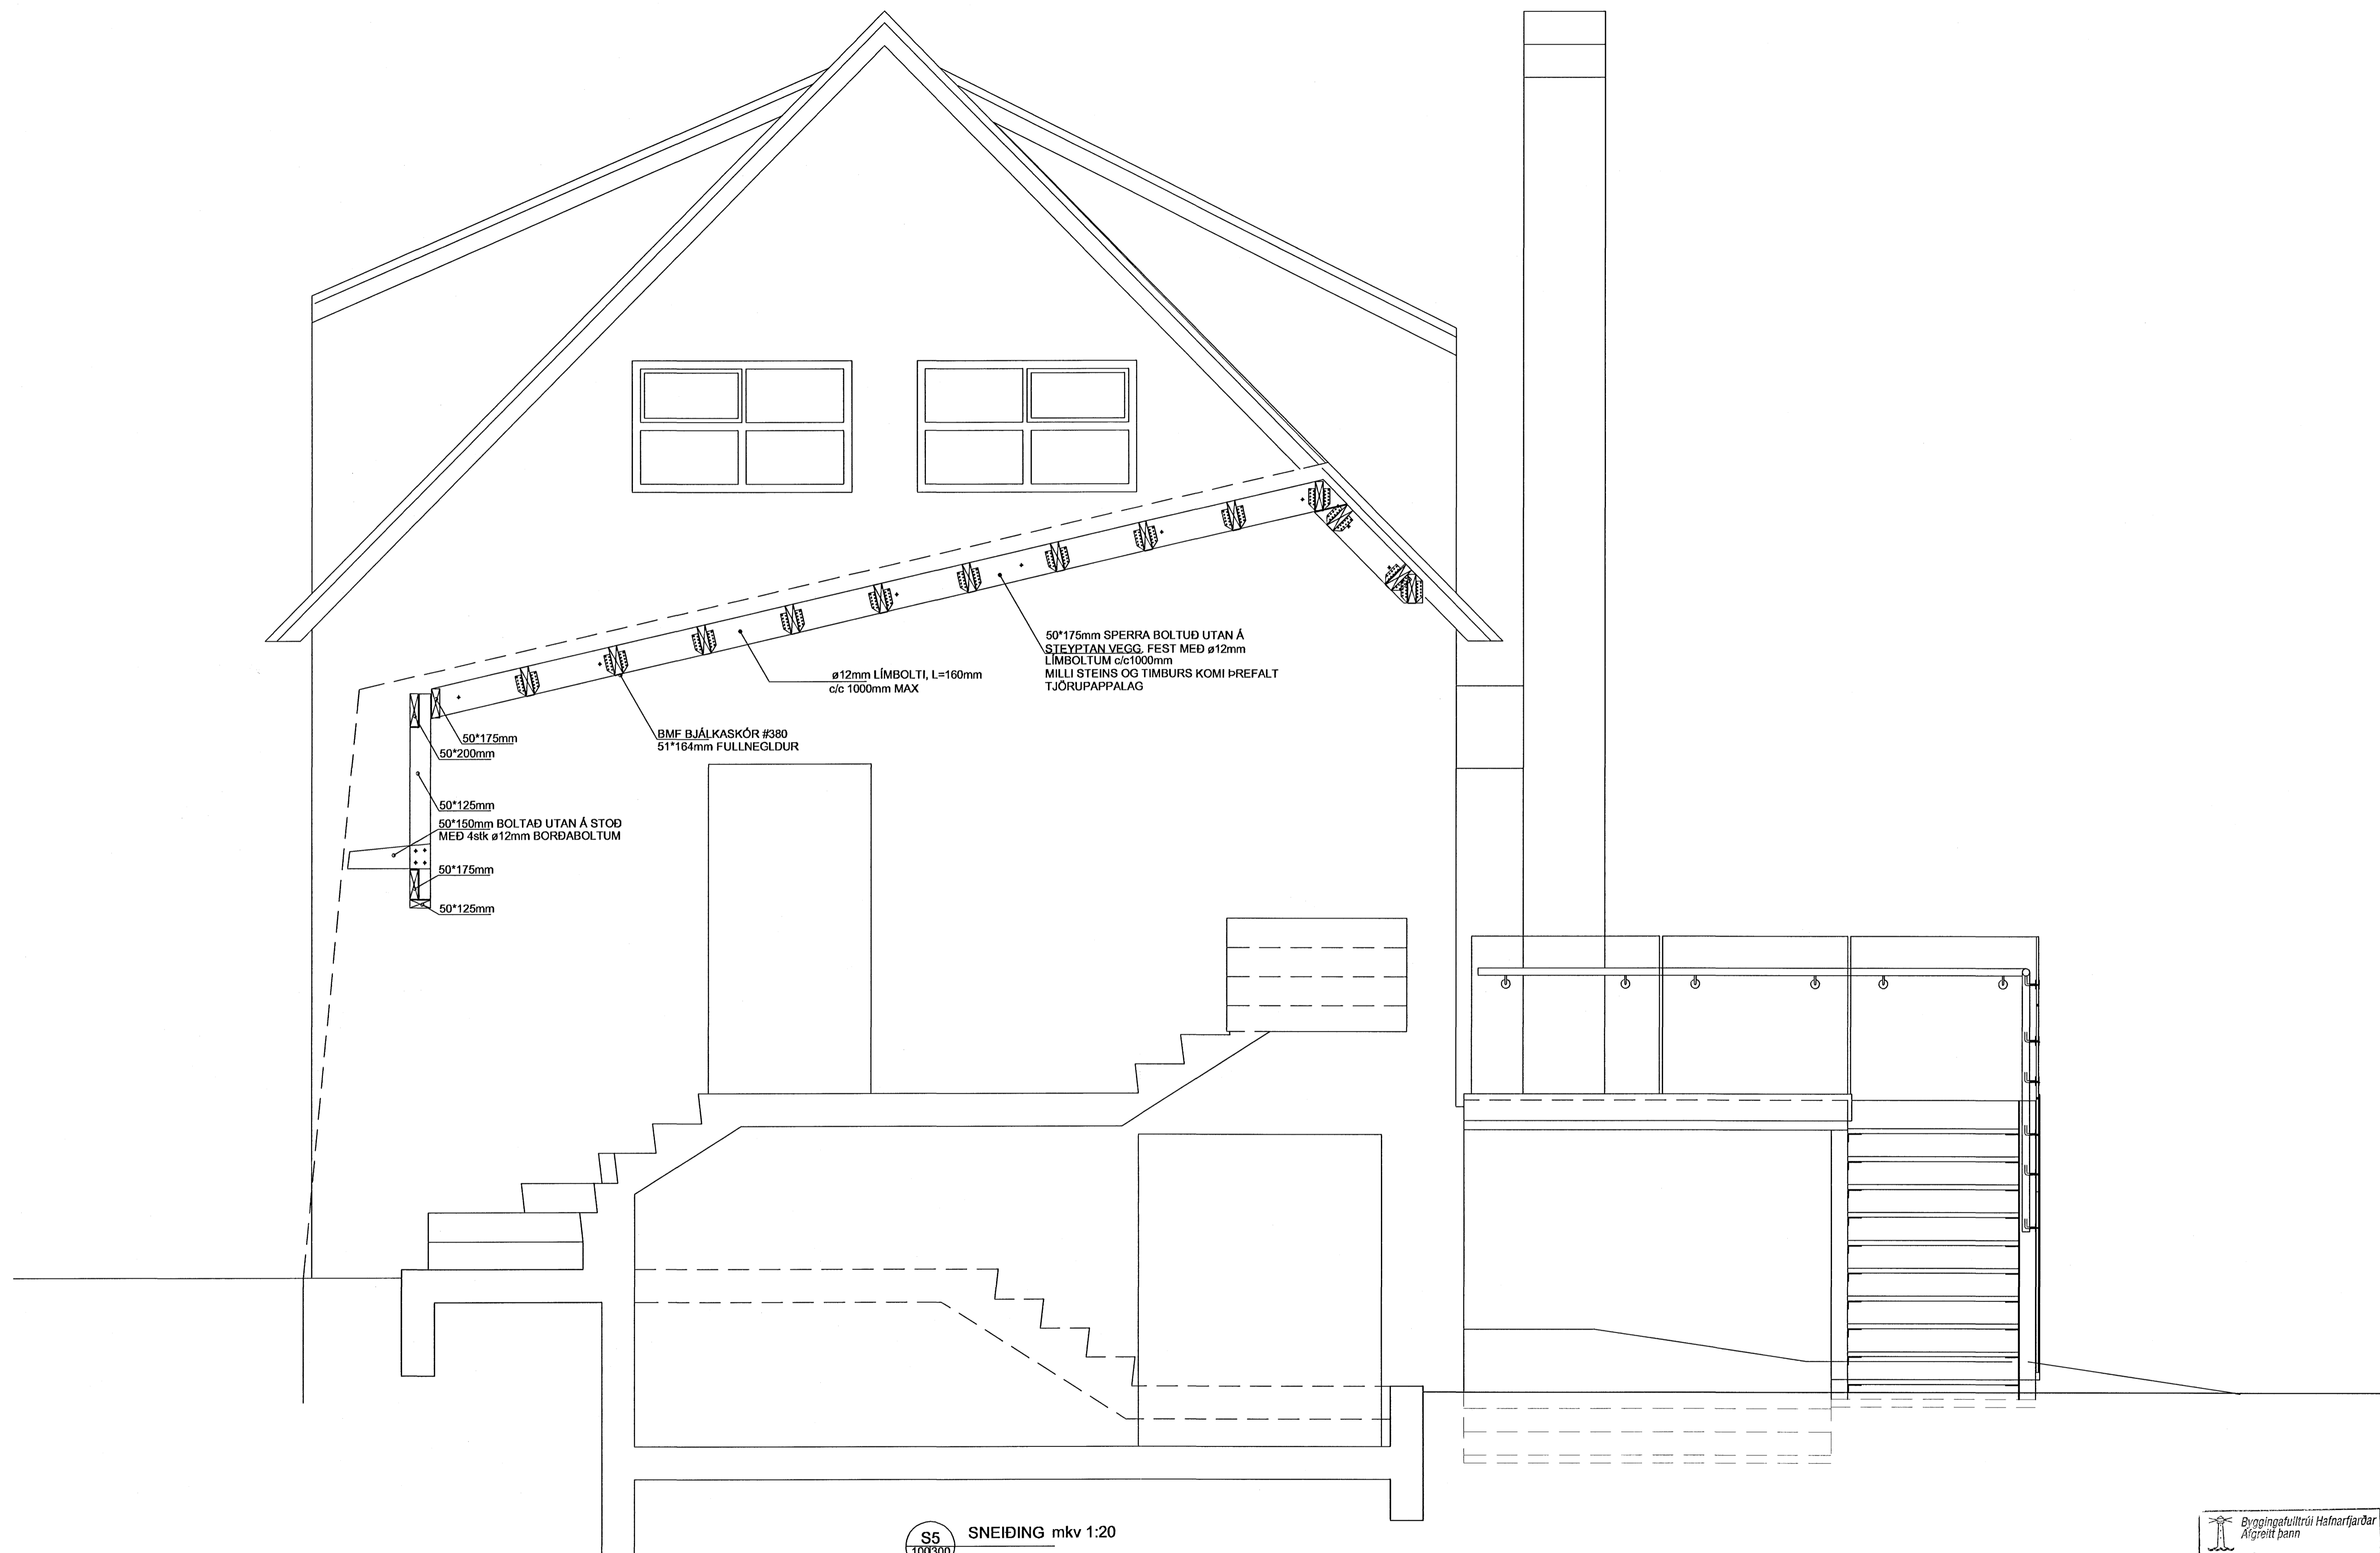 50*175mm SPERRA BOLTUÐ UTAN Á
STEYPTAN VEGG. FEST MEÐ ø12mm
LÍMBOLTUM c/c1000mm
MILLI STEINS OG TIMBURS KOMI ÞREFALT
TJÖRUPAPPALAG
ø12mm LÍMBOLTI, L=160mm
c/c 1000mm MAX
BMF BJÁLKASKÓR #380
51*164mm FULLNEGLDUR
50*175mm
50*200mm
50*125mm
50*150mm BOLTAÐ UTAN Á STOÐ
MEÐ 4stk ø12mm BORÐABOLTUM
50*175mm
50*125mm
S5 SNEIÐING mkv 1:20
100 300
Byggingafulltrúi Hafnarfjarðar
Afgreitt þann